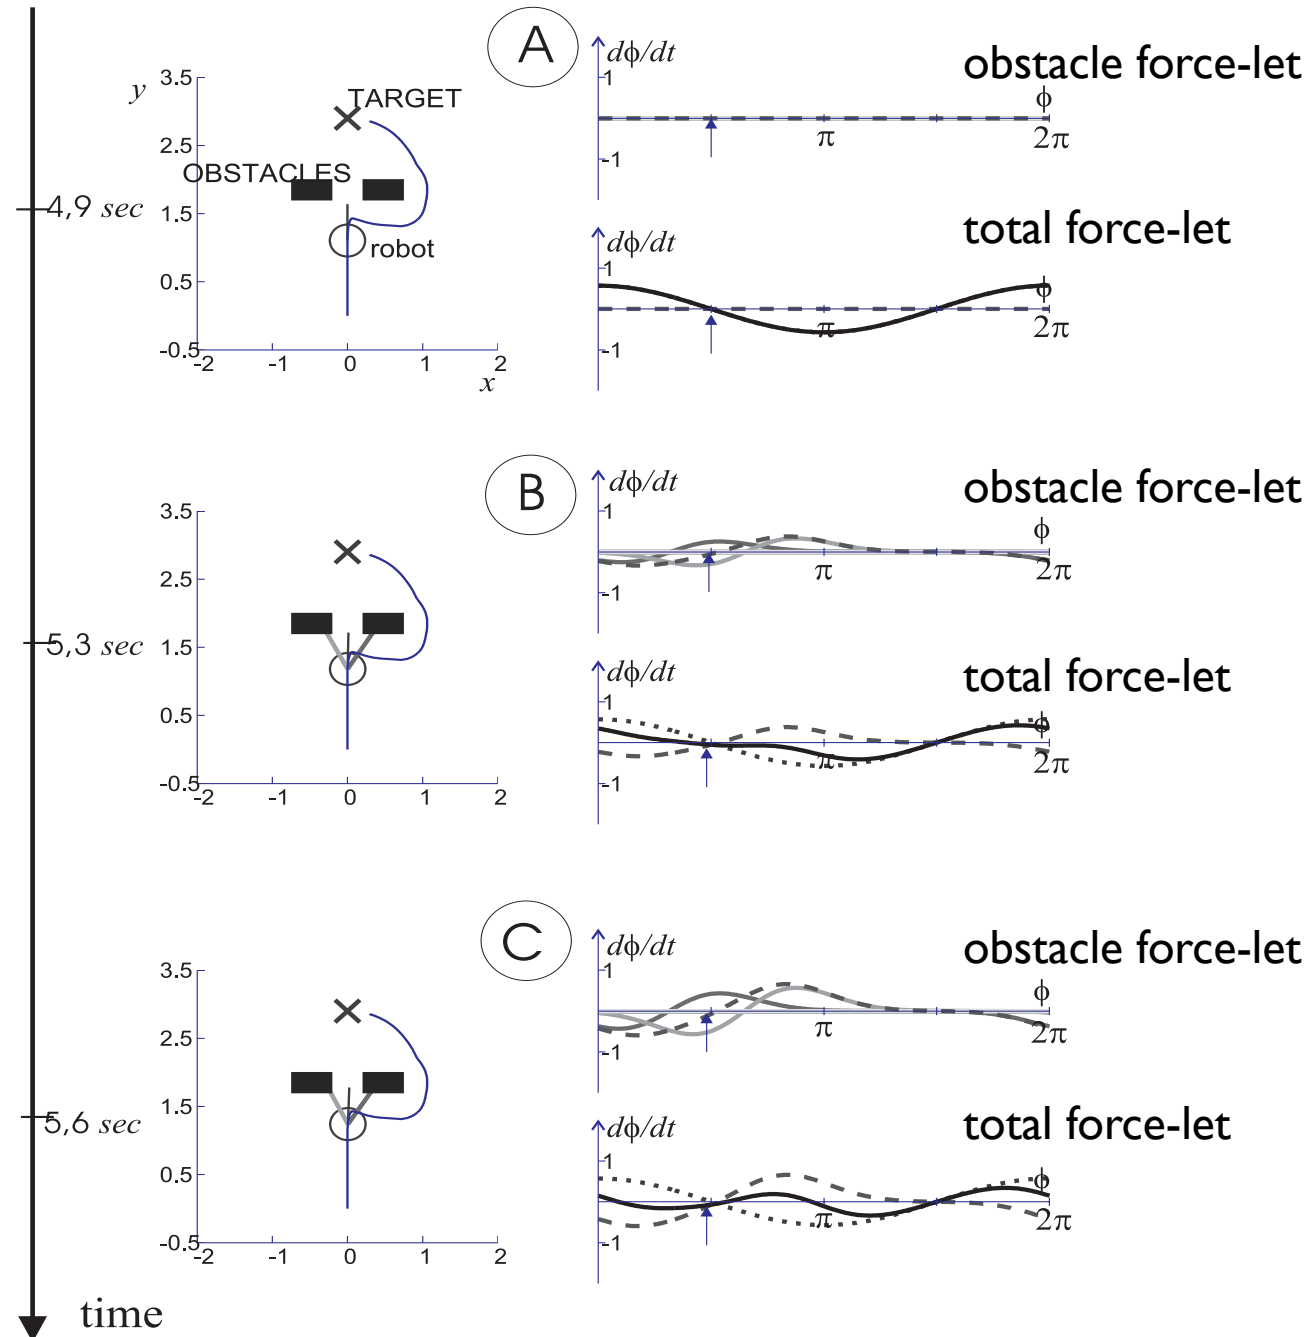 A
dϕ/dt
obstacle force-let
1
ϕ
π
2π
-1
y
3.5
TARGET
2.5
OBSTACLES
4,9 sec
1.5
robot
0.5
-0.5
-2
-1
0
1
2
x
dϕ/dt
total force-let
1
ϕ
π
2π
-1
B
dϕ/dt
obstacle force-let
1
ϕ
π
2π
-1
3.5
2.5
5,3 sec
1.5
0.5
-0.5
-2
-1
0
1
2
dϕ/dt
total force-let
1
ϕ
π
2π
-1
C
dϕ/dt
obstacle force-let
1
ϕ
π
2π
-1
3.5
2.5
5,6 sec
1.5
0.5
-0.5
-2
-1
0
1
2
dϕ/dt
total force-let
1
ϕ
π
2π
-1
time